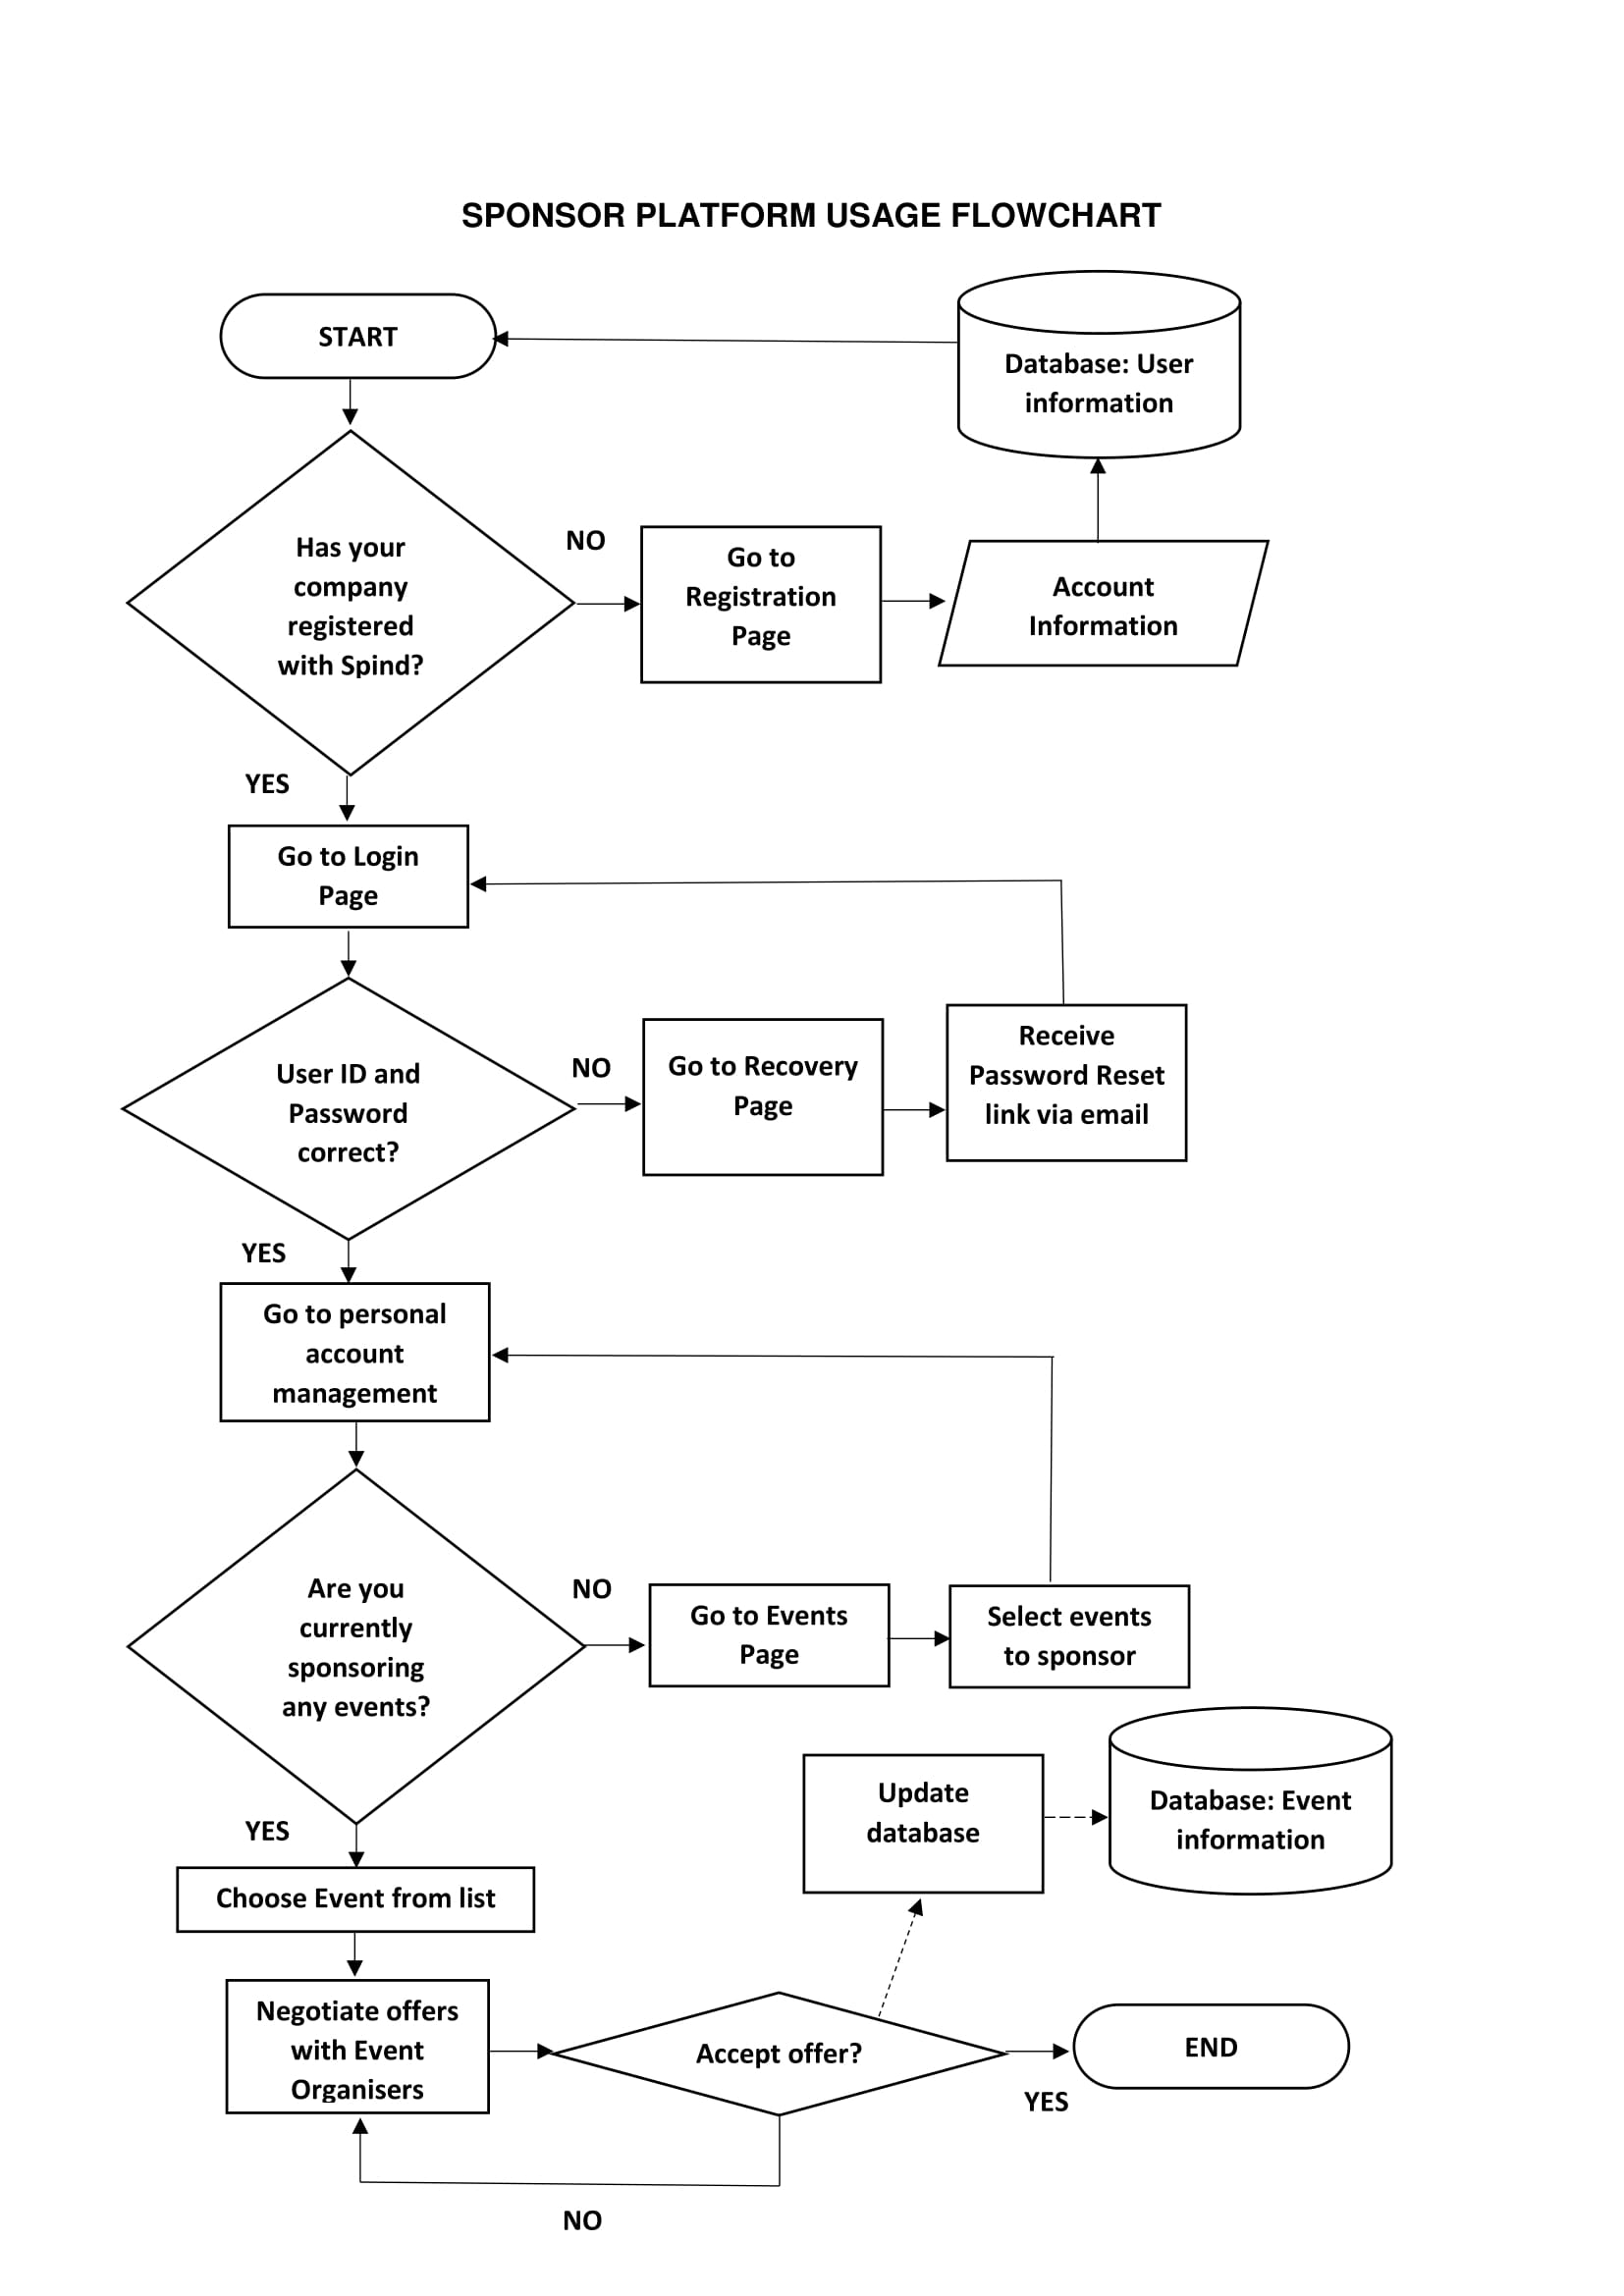 SPONSOR PLATFORM USAGE FLOWCHART
START
Database: User
information
Has your
company
registered
with Spind?
NO
Go to
Registration
Page
Account
Information
YES
Go to Login
Page
User ID and
Password
correct?
NO
Go to Recovery
Page
Receive
Password Reset
link via email
YES
Go to personal
account
management
Are you
currently
sponsoring
any events?
NO
Go to Events
Page
Select events
to sponsor
Update
database
Database: Event
information
YES
Choose Event from list
Negotiate offers
with Event
Organisers
Accept offer?
END
YES
NO